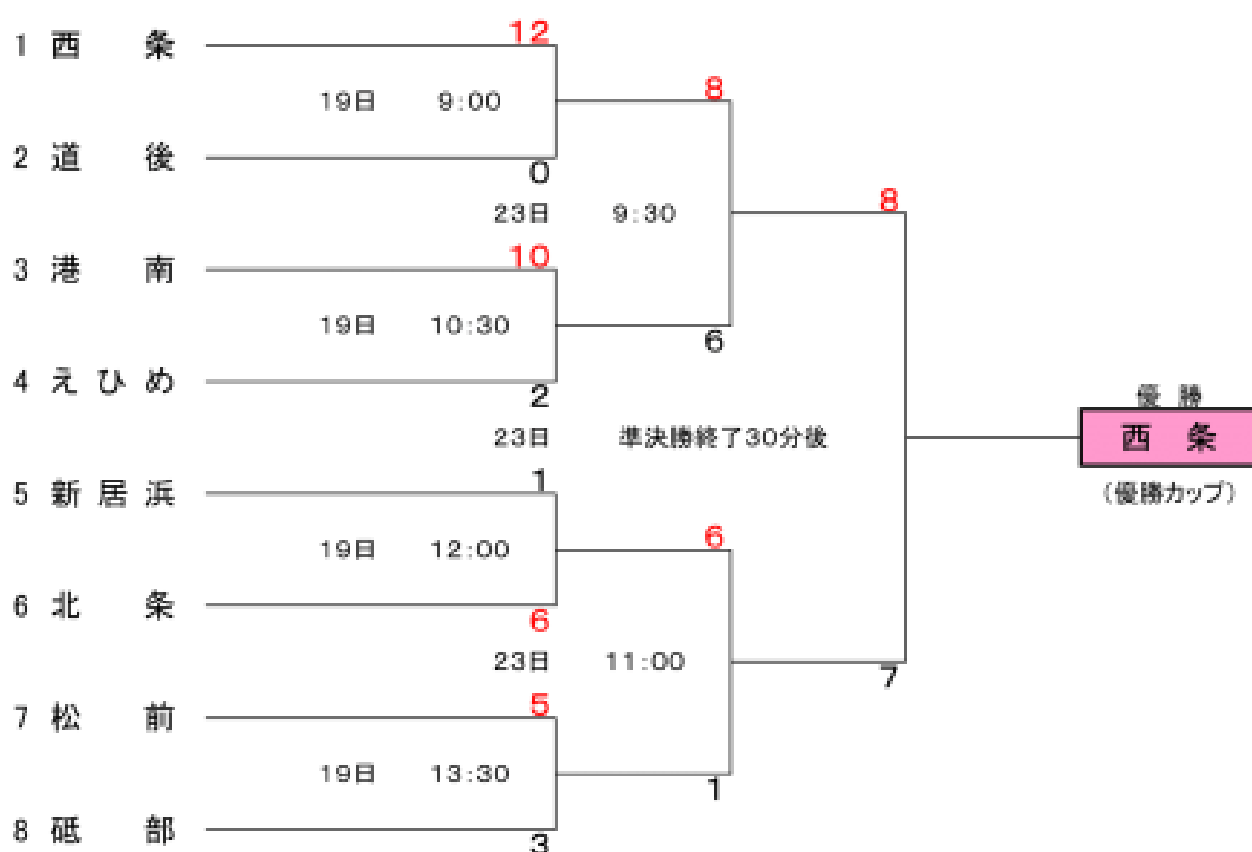 12
1 西 条
8
19日 9:00
2 道 後
0
23日 9:30
8
10
3 港 南
19日 10:30
6
4 えひめ
2
優 勝
23日 準決勝終了30分後
西 条
1
5 新居浜
(優勝カップ)
6
19日 12:00
6 北 条
6
23日 11:00
7
5
7 松 前
19日 13:30
1
8 砥 部
3